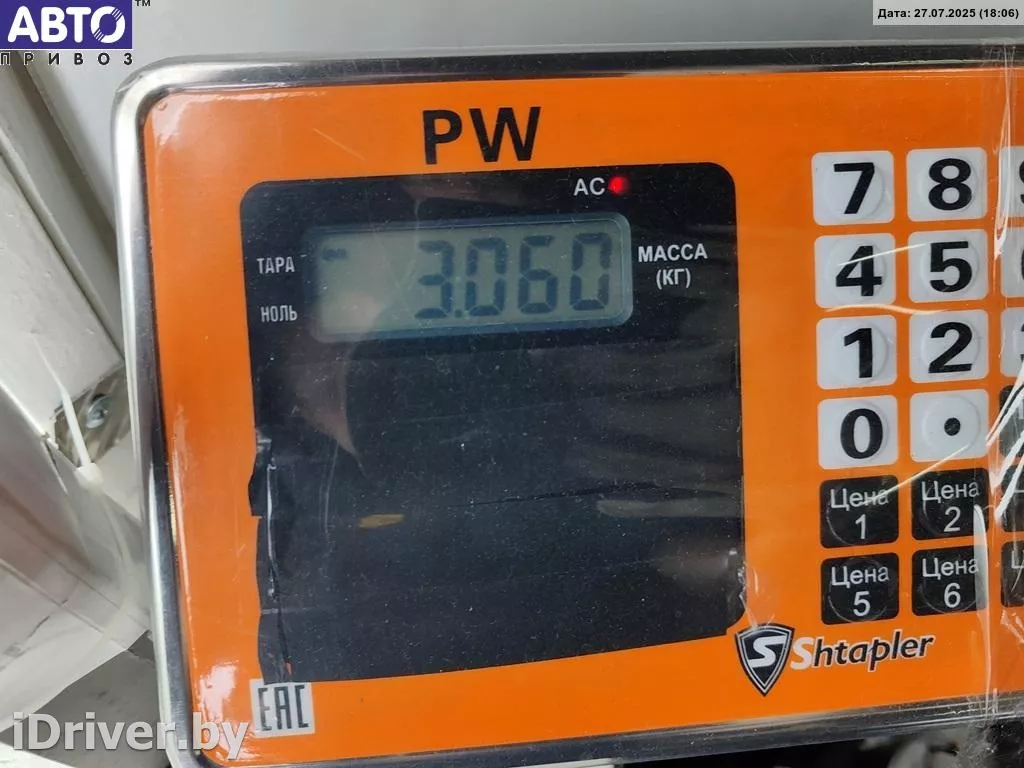 АВТО™
ПРИВОЗ
Дата: 27.07.2025 (18:06)
PW
AC
ТАРА
НОЛЬ
3.060
МАССА
(КГ)
7 8
4 5
1 2
0 .
Цена 1
Цена 2
Цена 5
Цена 6
Shtapler
EAC
iDriver.by